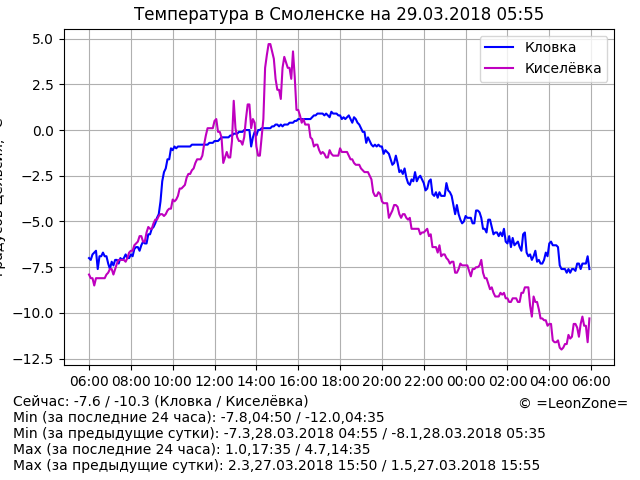 Температура в Смоленске на 29.03.2018 05:55
Кловка
Киселёвка
5.0
2.5
0.0
−2.5
−5.0
−7.5
−10.0
−12.5
06:00 08:00 10:00 12:00 14:00 16:00 18:00 20:00 22:00 00:00 02:00 04:00 06:00
Сейчас: -7.6 / -10.3 (Кловка / Киселёвка)
© =LeonZone=
Min (за последние 24 часа): -7.8,04:50 / -12.0,04:35
Min (за предыдущие сутки): -7.3,28.03.2018 04:55 / -8.1,28.03.2018 05:35
Max (за последние 24 часа): 1.0,17:35 / 4.7,14:35
Max (за предыдущие сутки): 2.3,27.03.2018 15:50 / 1.5,27.03.2018 15:55